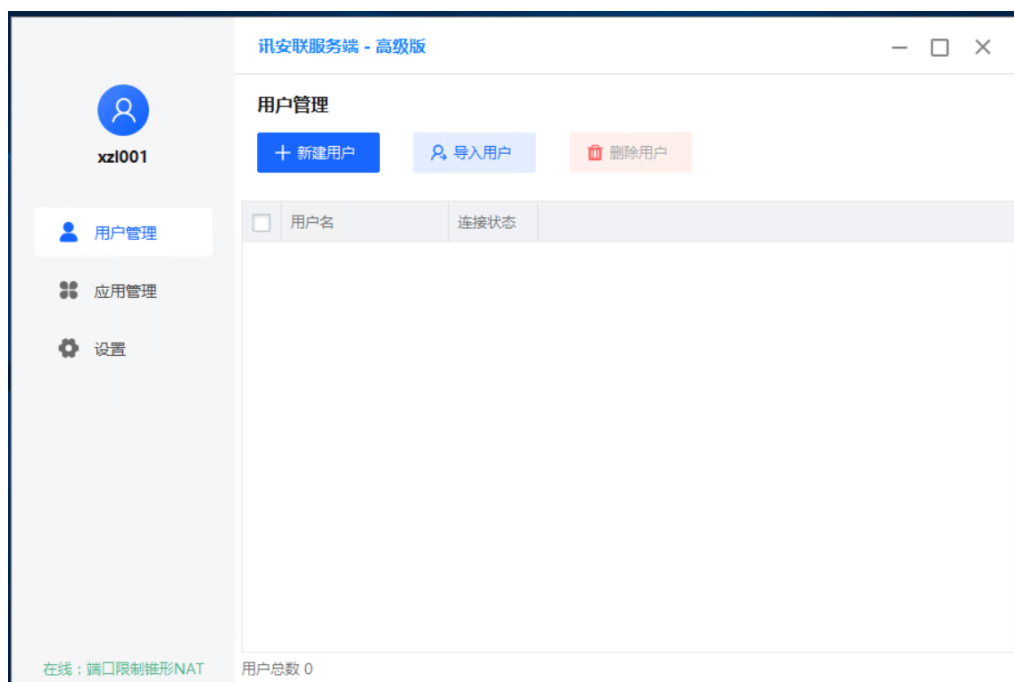 讯安联服务端 - 高级版
xzl001
用户管理
应用管理
设置
在线：端口限制锥形NAT
用户管理
新建用户
导入用户
删除用户
用户名
连接状态
用户总数 0